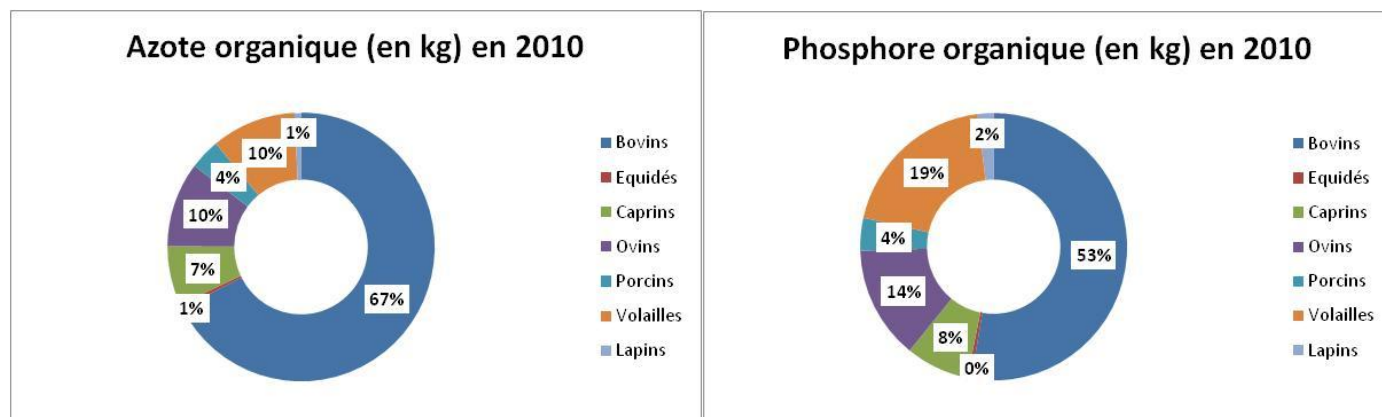 Azote organique (en kg) en 2010
1%
10%
4%
10%
7%
1%
67%
Bovins
Equidés
Caprins
Ovins
Porcins
Volailles
Lapins
Phosphore organique (en kg) en 2010
2%
19%
4%
14%
8%
0%
53%
Bovins
Equidés
Caprins
Ovins
Porcins
Volailles
Lapins